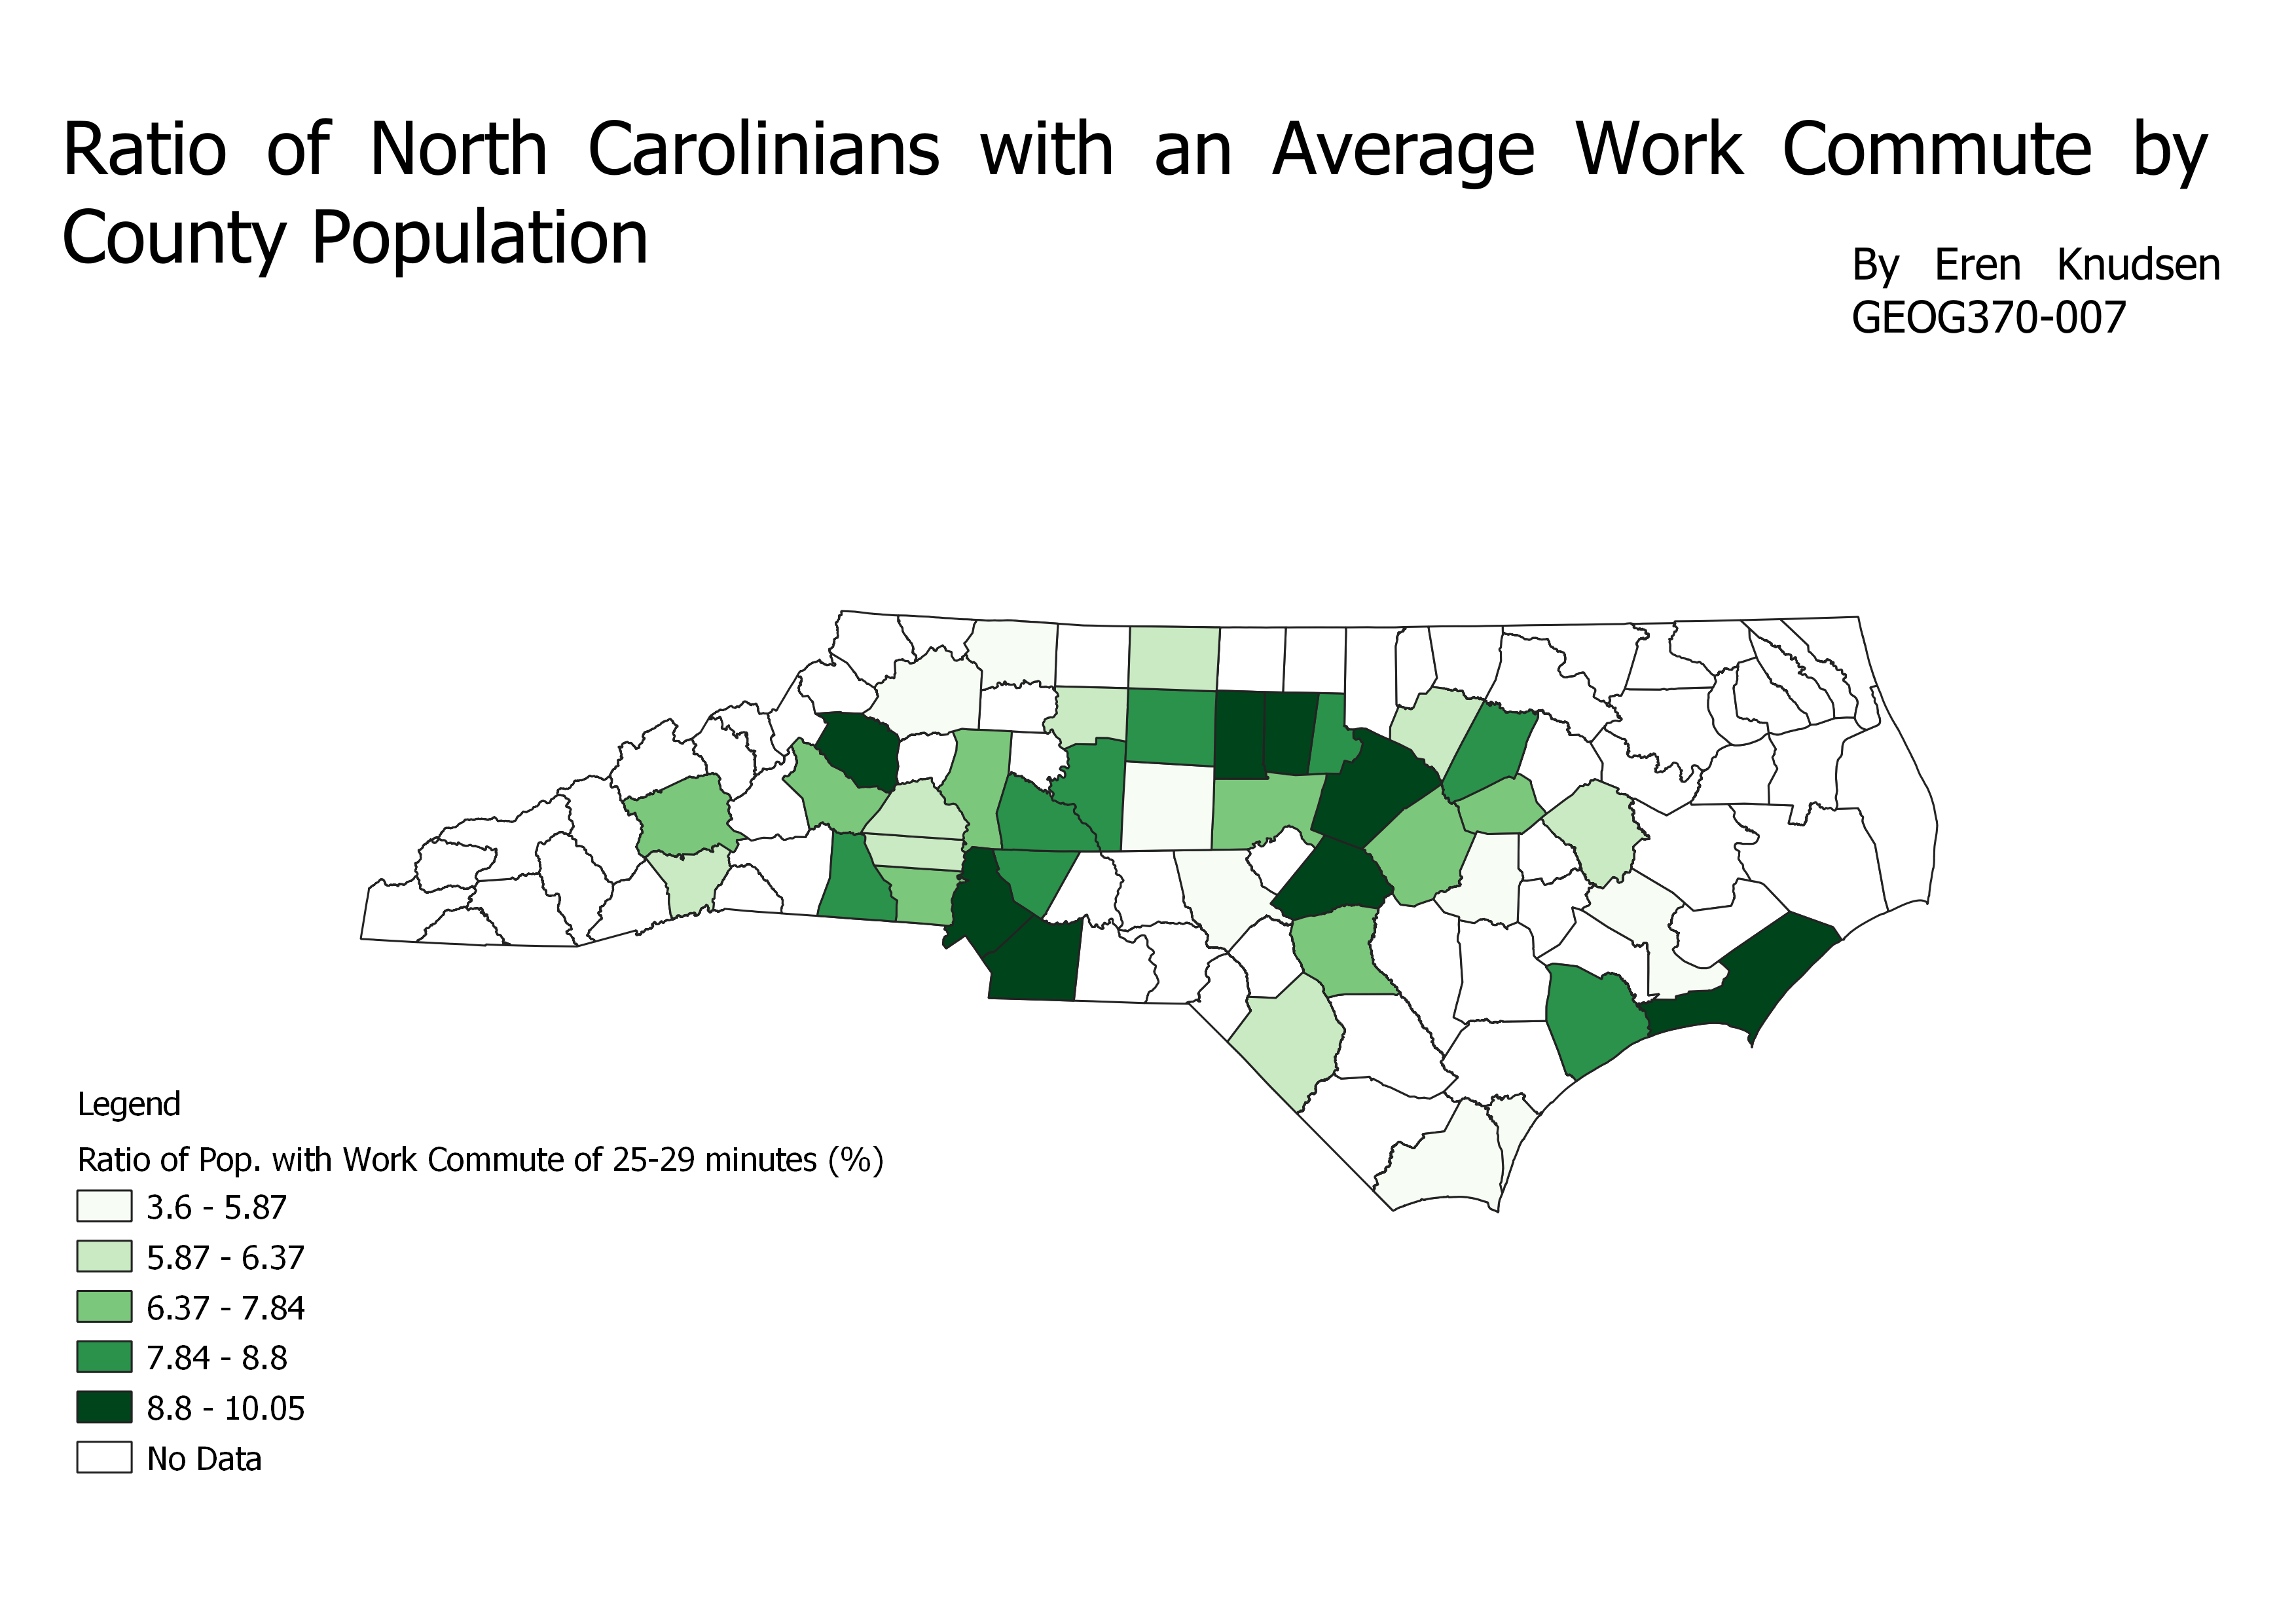 Ratio of North Carolinians with an Average Work Commute by
County Population
By Eren Knudsen
GEOG370-007
Legend
Ratio of Pop. with Work Commute of 25-29 minutes (%)
3.6 - 5.87
5.87 - 6.37
6.37 - 7.84
7.84 - 8.8
8.8 - 10.05
No Data